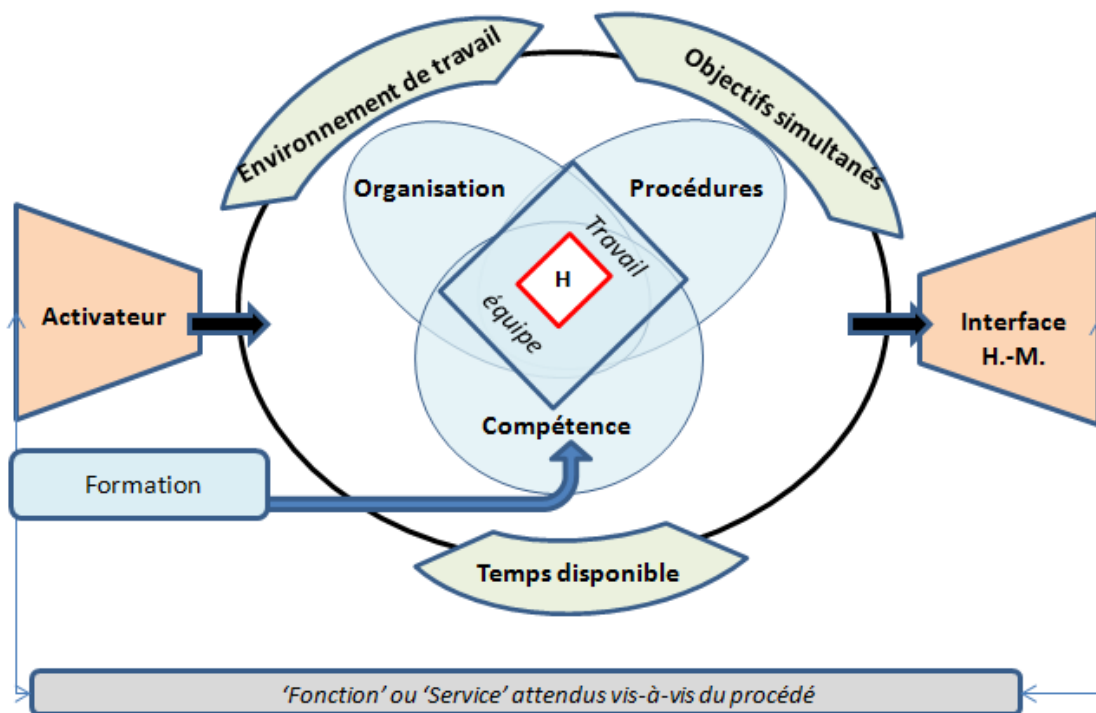 Environnement de travail
Objectifs simultanés
Organisation
Procédures
Travail
H
équipe
Activateur
Interface
H.-M.
Compétence
Formation
Temps disponible
‘Fonction’ ou ‘Service’ attendus vis-à-vis du procédé